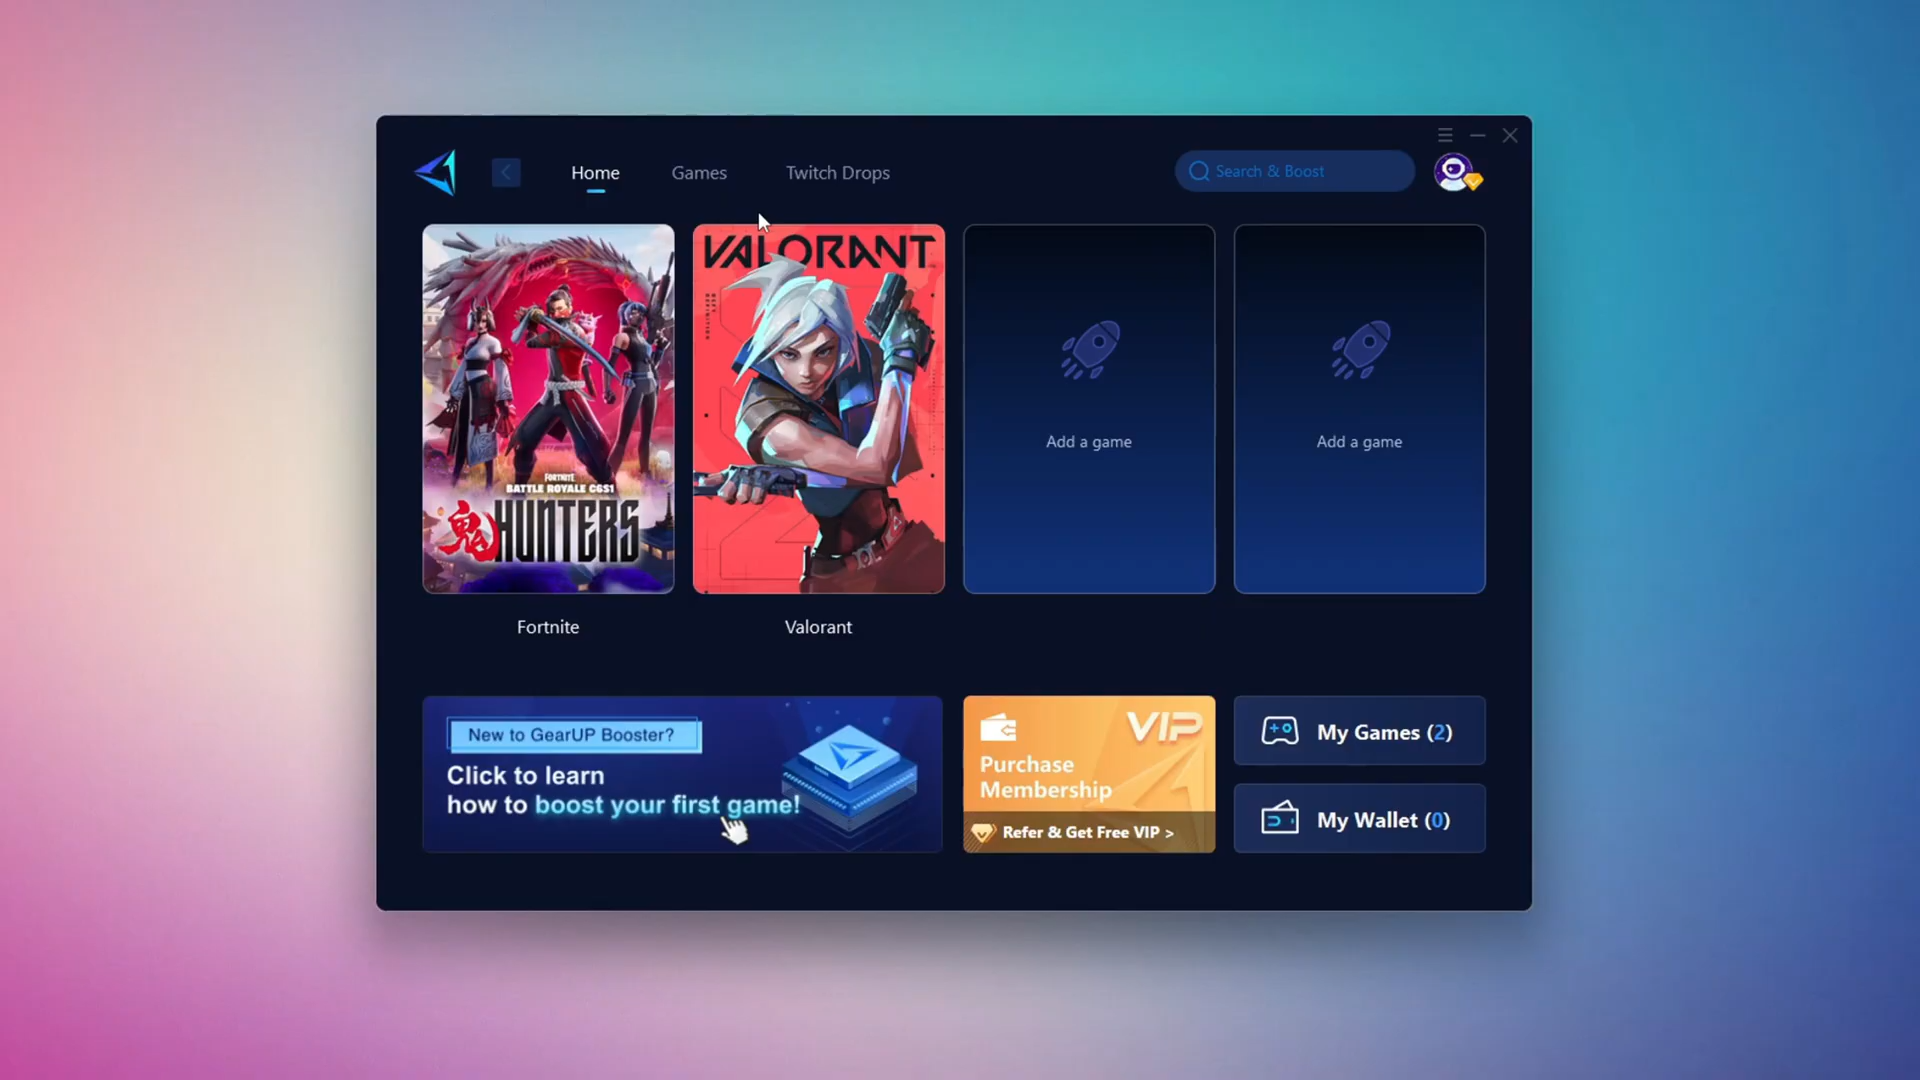 Home
Games
Twitch Drops
Search & Boost
FORTNITE
BATTLE ROYALE C6S1
鬼 HUNTERS
VALORANT
Add a game
Add a game
Fortnite
Valorant
New to GearUP Booster?
Click to learn
how to boost your first game!
VIP
Purchase
Membership
Refer & Get Free VIP >
My Games (2)
My Wallet (0)